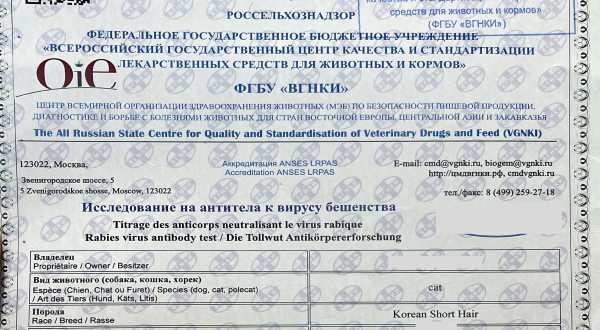 РОССЕЛЬХОЗНАДЗОР
качества и стандартизации
средств для животных и кормов»
(ФГБУ «ВГНКИ»)
ФЕДЕРАЛЬНОЕ ГОСУДАРСТВЕННОЕ БЮДЖЕТНОЕ УЧРЕЖДЕНИЕ
«ВСЕРОССИЙСКИЙ ГОСУДАРСТВЕННЫЙ ЦЕНТР КАЧЕСТВА И СТАНДАРТИЗАЦИИ
ЛЕКАРСТВЕННЫХ СРЕДСТВ ДЛЯ ЖИВОТНЫХ И КОРМОВ»
Oie
ФГБУ «ВГНКИ»
ЦЕНТР ВСЕМИРНОЙ ОРГАНИЗАЦИИ ЗДРАВООХРАНЕНИЯ ЖИВОТНЫХ (МЭБ) ПО БЕЗОПАСНОСТИ ПИЩЕВОЙ ПРОДУКЦИИ,
ДИАГНОСТИКЕ И БОРЬБЕ С БОЛЕЗНЯМИ ЖИВОТНЫХ ДЛЯ СТРАН ВОСТОЧНОЙ ЕВРОПЫ, ЦЕНТРАЛЬНОЙ АЗИИ И ЗАКАВКАЗЬЯ
The All Russian State Centre for Quality and Standardisation of Veterinary Drugs and Feed (VGNKI)
123022, Москва,
Звенигородское шоссе, 5
5 Zvenigorodskoe shosse, Moscow, 123022
Аккредитация ANSES LRPAS
Accreditation ANSES LRPAS
E-mail: cmd@vgnki.ru, biogem@vgnki.ru
http://цмдвгнки.рф, cmdvgnki.ru
тел./факс: 8 (499) 259-27-18
Исследование на антитела к вирусу бешенства
Titrage des anticorps neutralisant le virus rabique
Rabies virus antibody test / Die Tollwut Antikörpererforschung
Владелец
Propriétaire / Owner / Besitzer
Вид животного (собака, кошка, хорек)
Espèce (Chien, Chat ou Furet) / Species (dog, cat, polecat)
/ Art des Tiers (Hund, Käts, Litis)
cat
Порода
Race / Breed / Rasse
Korean Short Hair